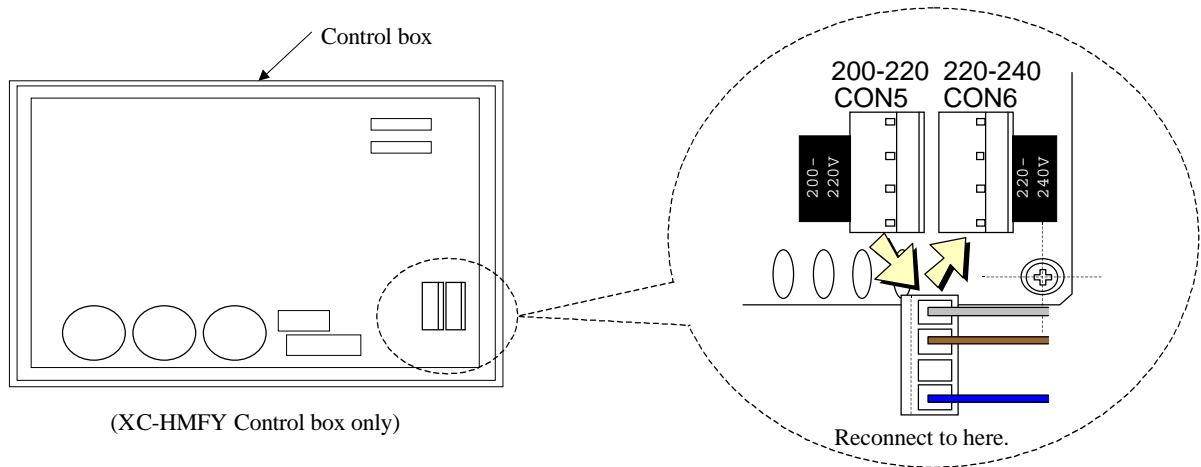 Control box
200-220 220-240
CON5 CON6
200-
220V
220-
240V
(XC-HMFY Control box only)
Reconnect to here.